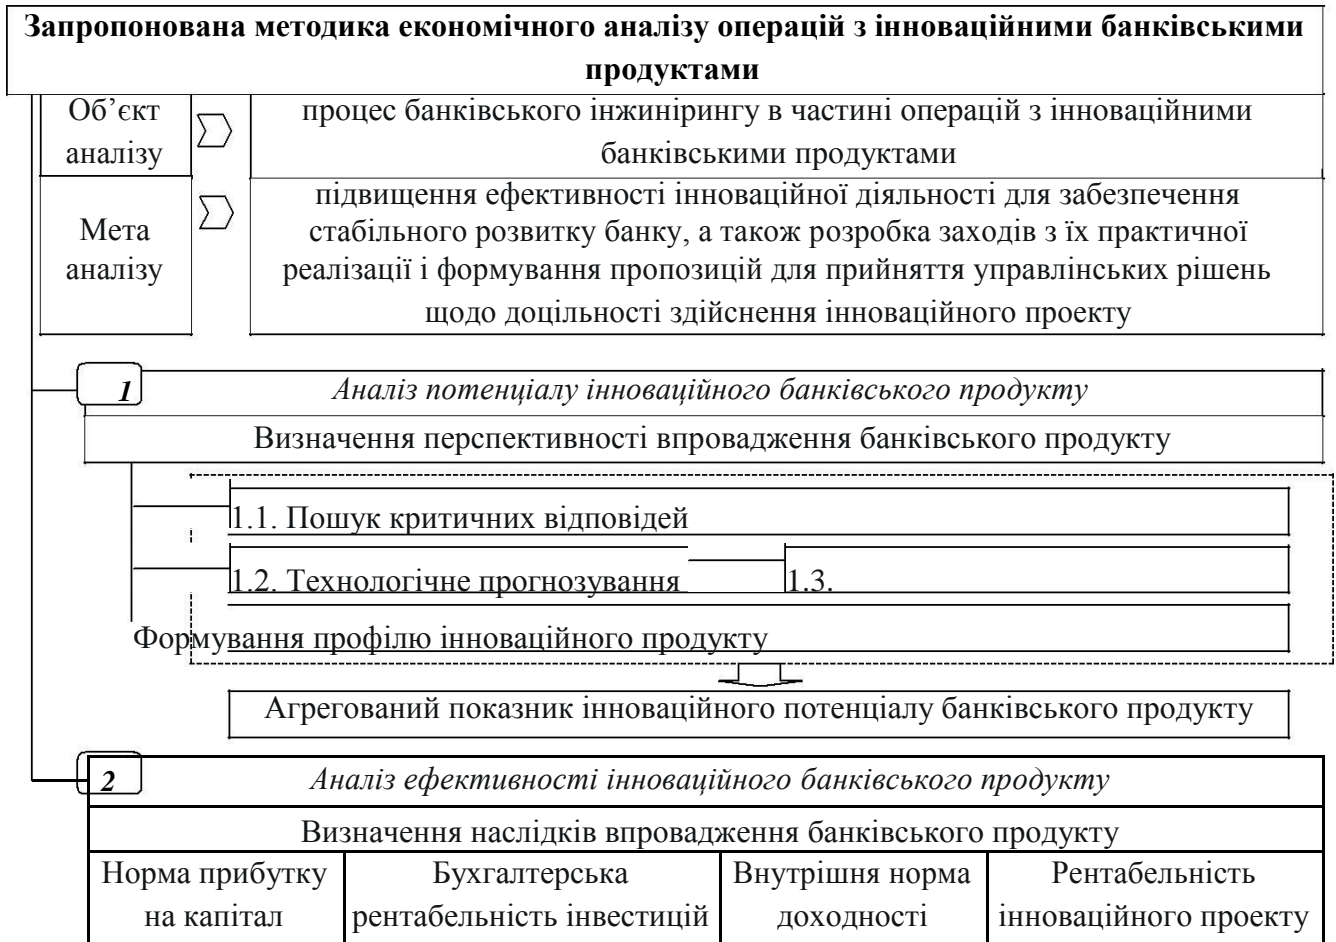 Запропонована методика економічного аналізу операцій з інноваційними банківськими
продуктами
Об’єкт
аналізу
процес банківського інжинірингу в частині операцій з інноваційними
банківськими продуктами
Мета
аналізу
підвищення ефективності інноваційної діяльності для забезпечення
стабільного розвитку банку, а також розробка заходів з їх практичної
реалізації і формування пропозицій для прийняття управлінських рішень
щодо доцільності здійснення інноваційного проекту
1
Аналіз потенціалу інноваційного банківського продукту
Визначення перспективності впровадження банківського продукту
1.1. Пошук критичних відповідей
1.2. Технологічне прогнозування 1.3.
Формування профілю інноваційного продукту
Агрегований показник інноваційного потенціалу банківського продукту
2
Аналіз ефективності інноваційного банківського продукту
Визначення наслідків впровадження банківського продукту
Норма прибутку
на капітал
Бухгалтерська
рентабельність інвестицій
Внутрішня норма
доходності
Рентабельність
інноваційного проекту